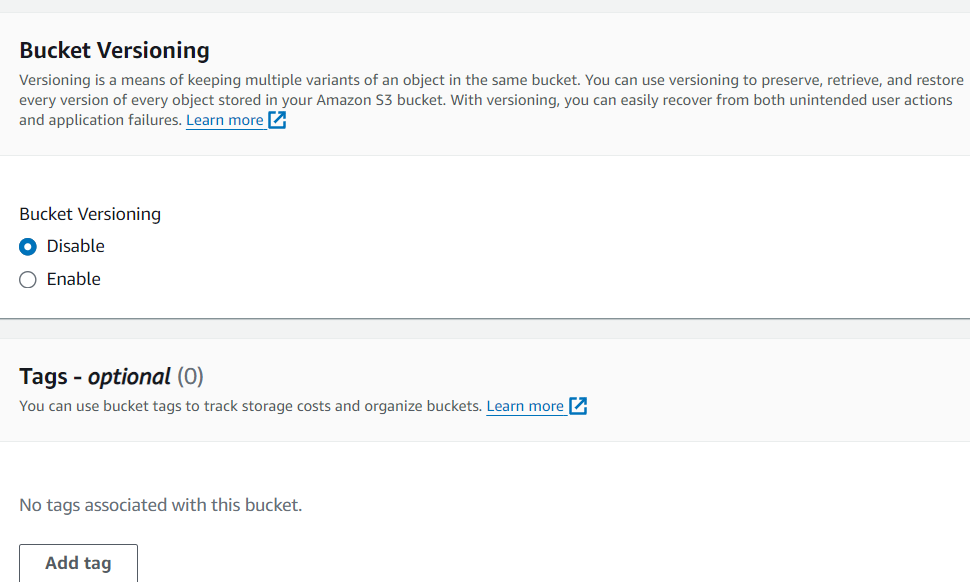 Bucket Versioning
Versioning is a means of keeping multiple variants of an object in the same bucket. You can use versioning to preserve, retrieve, and restore
every version of every object stored in your Amazon S3 bucket. With versioning, you can easily recover from both unintended user actions
and application failures. Learn more
Bucket Versioning
Disable
Enable
Tags - optional (0)
You can use bucket tags to track storage costs and organize buckets. Learn more
No tags associated with this bucket.
Add tag